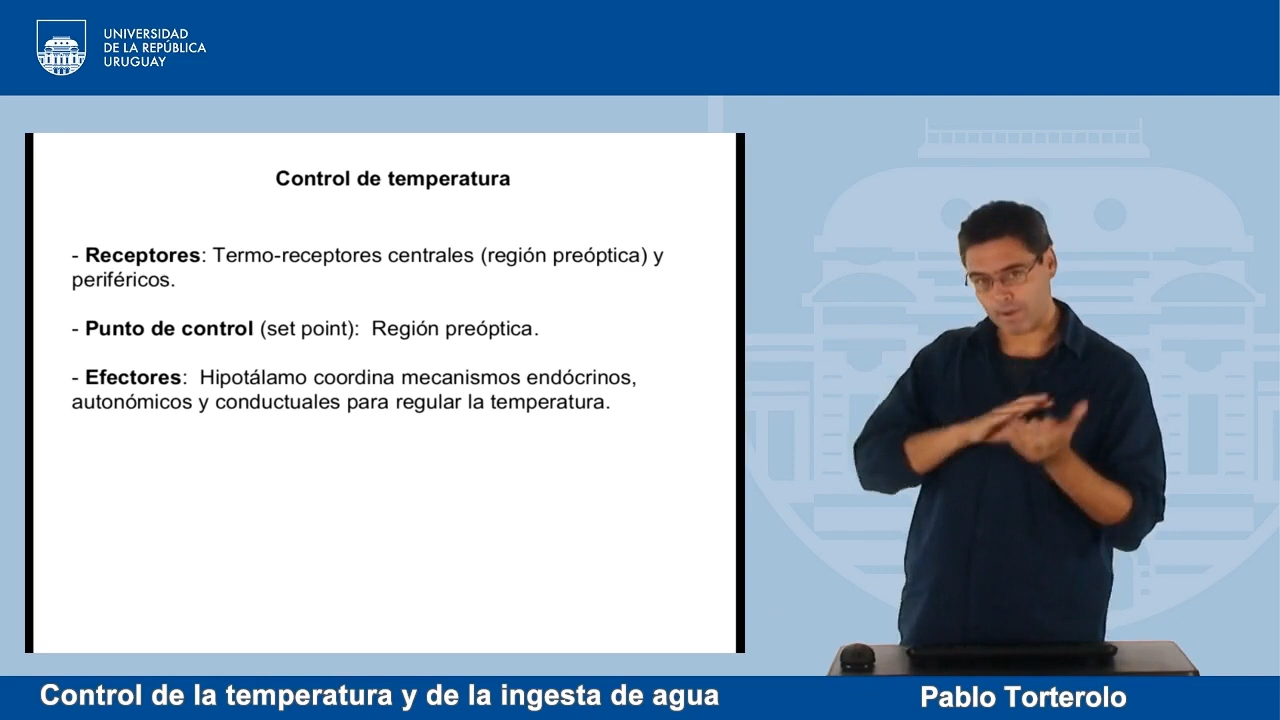 UNIVERSIDAD
DE LA REPÚBLICA
URUGUAY
Control de temperatura
- Receptores: Termo-receptores centrales (región preóptica) y
periféricos.
- Punto de control (set point):  Región preóptica.
- Efectores:  Hipotálamo coordina mecanismos endócrinos,
autonómicos y conductuales para regular la temperatura.
Control de la temperatura y de la ingesta de agua
Pablo Torterolo